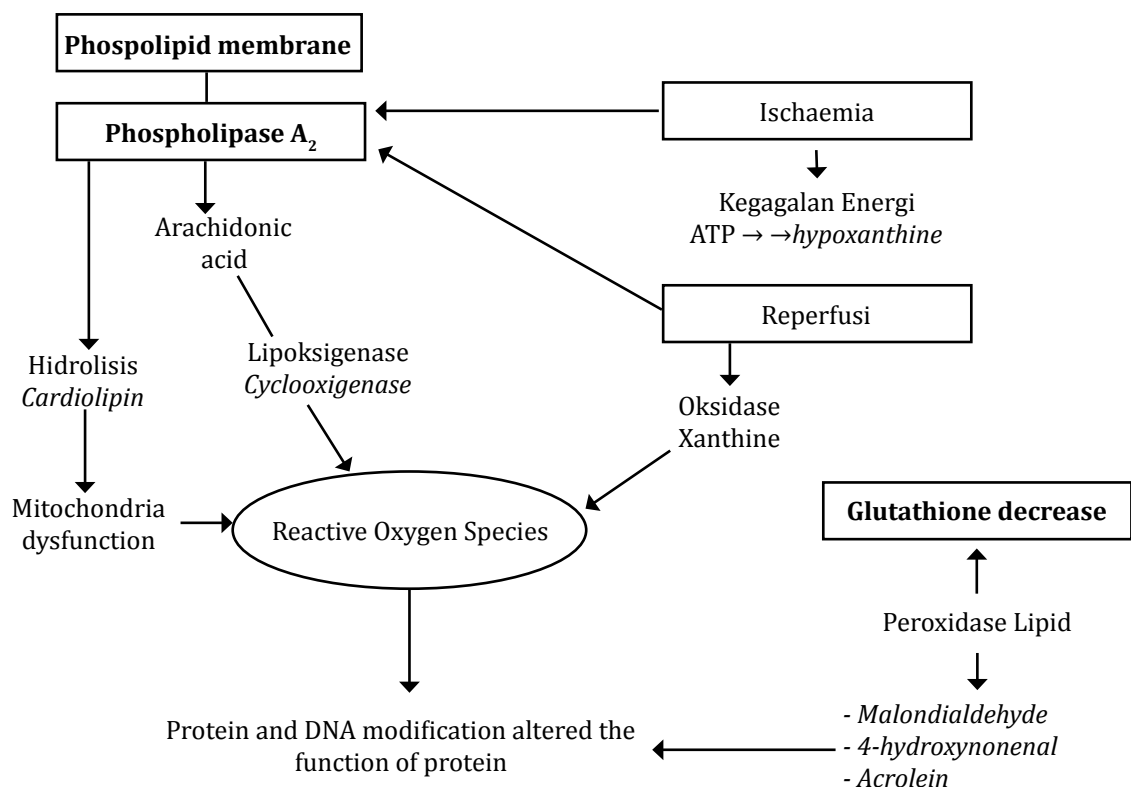 Phospolipid membrane
Phospholipase A₂
Ischaemia
Arachidonic
acid
Kegagalan Energi
ATP → →hypoxanthine
Reperfusi
Hidrolisis
Cardiolipin
Lipoksigenase
Cyclooxigenase
Oksidase
Xanthine
Mitochondria
dysfunction
Reactive Oxygen Species
Glutathione decrease
Peroxidase Lipid
Protein and DNA modification altered the
function of protein
- Malondialdehyde
- 4-hydroxynonenal
- Acrolein